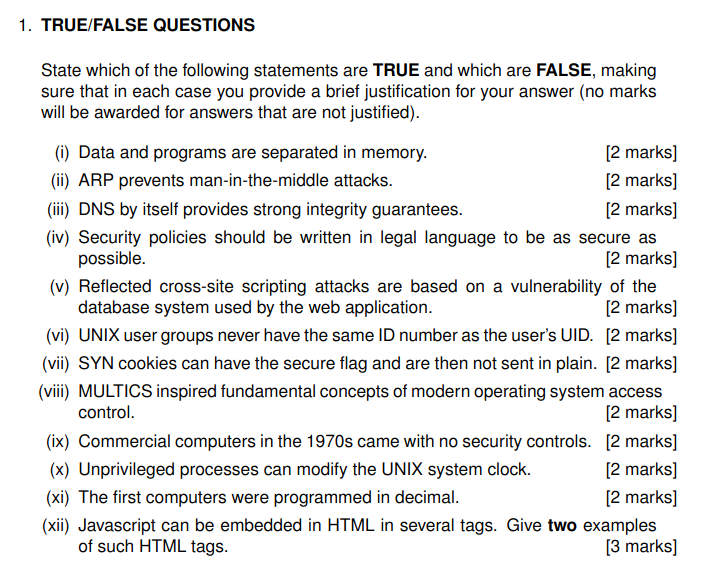 1. TRUE/FALSE QUESTIONS
State which of the following statements are TRUE and which are FALSE, making
sure that in each case you provide a brief justification for your answer (no marks
will be awarded for answers that are not justified).
(i) Data and programs are separated in memory. [2 marks]
(ii) ARP prevents man-in-the-middle attacks. [2 marks]
(iii) DNS by itself provides strong integrity guarantees. [2 marks]
(iv) Security policies should be written in legal language to be as secure as
possible. [2 marks]
(v) Reflected cross-site scripting attacks are based on a vulnerability of the
database system used by the web application. [2 marks]
(vi) UNIX user groups never have the same ID number as the user's UID. [2 marks]
(vii) SYN cookies can have the secure flag and are then not sent in plain. [2 marks]
(viii) MULTICS inspired fundamental concepts of modern operating system access
control. [2 marks]
(ix) Commercial computers in the 1970s came with no security controls. [2 marks]
(x) Unprivileged processes can modify the UNIX system clock. [2 marks]
(xi) The first computers were programmed in decimal. [2 marks]
(xii) Javascript can be embedded in HTML in several tags. Give two examples
of such HTML tags. [3 marks]